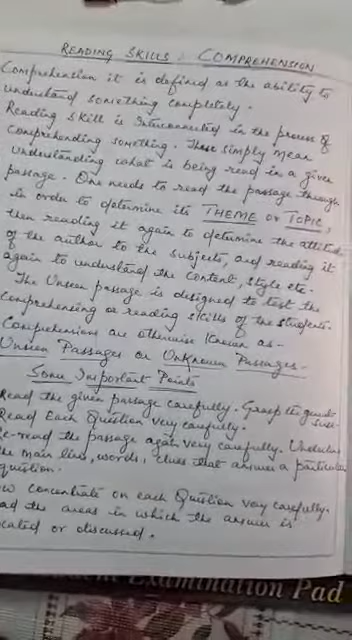 READING SKILLS : COMPREHENSION
Comprehension it is defined as the ability to
understand something completely.
Reading Skill is Interconnected in the process of
comprehending something. These simply mean
understanding what is being read in a given
passage. One needs to read the passage through
in order to determine its THEME or TOPIC,
then reading it again to determine the attitude
of the author to the subjects, and reading it
again to understand the content, style etc.
The Unseen passage is designed to test the
comprehending or reading skills of the students.
Comprehensions are otherwise known as-
Unseen Passages or Unknown Passages-
Some Important Points
Read the given passage carefully. Grasp the
Read Each Question very carefully.
e-read the passage again very carefully. Underline
he main lines, words, clues that answer a particular
question.
ow concentrate on each Question very carefully.
ad the areas in which the answer is
cated or discussed.
Examination Pad